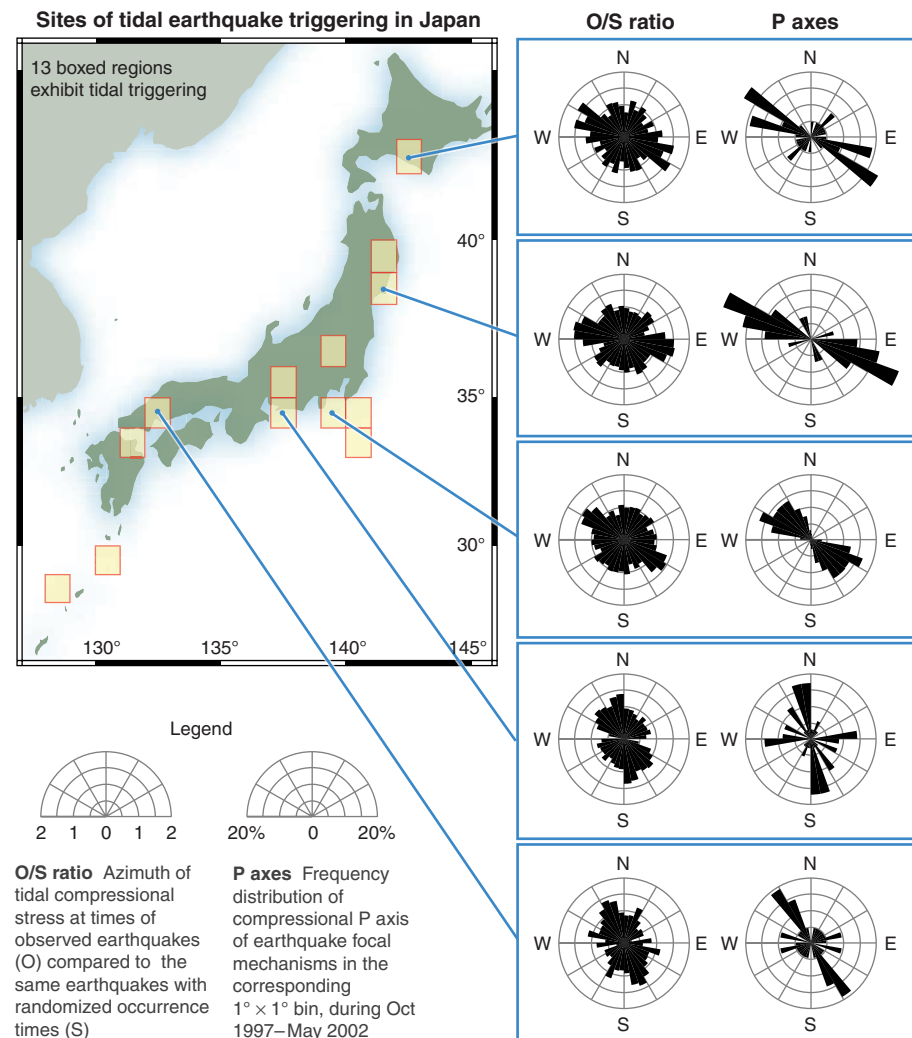 Sites of tidal earthquake triggering in Japan
O/S ratio
P axes
13 boxed regions
exhibit tidal triggering
40°
35°
30°
130°
135°
140°
145°
N
W
E
S
N
W
E
S
N
W
E
S
N
W
E
S
N
W
E
S
N
W
E
S
N
W
E
S
N
W
E
S
N
W
E
S
N
W
E
S
Legend
2 1 0 1 2
20% 0 20%
O/S ratio Azimuth of
tidal compressional
stress at times of
observed earthquakes
(O) compared to the
same earthquakes with
randomized occurrence
times (S)
P axes Frequency
distribution of
compressional P axis
of earthquake focal
mechanisms in the
corresponding
1° × 1° bin, during Oct
1997–May 2002